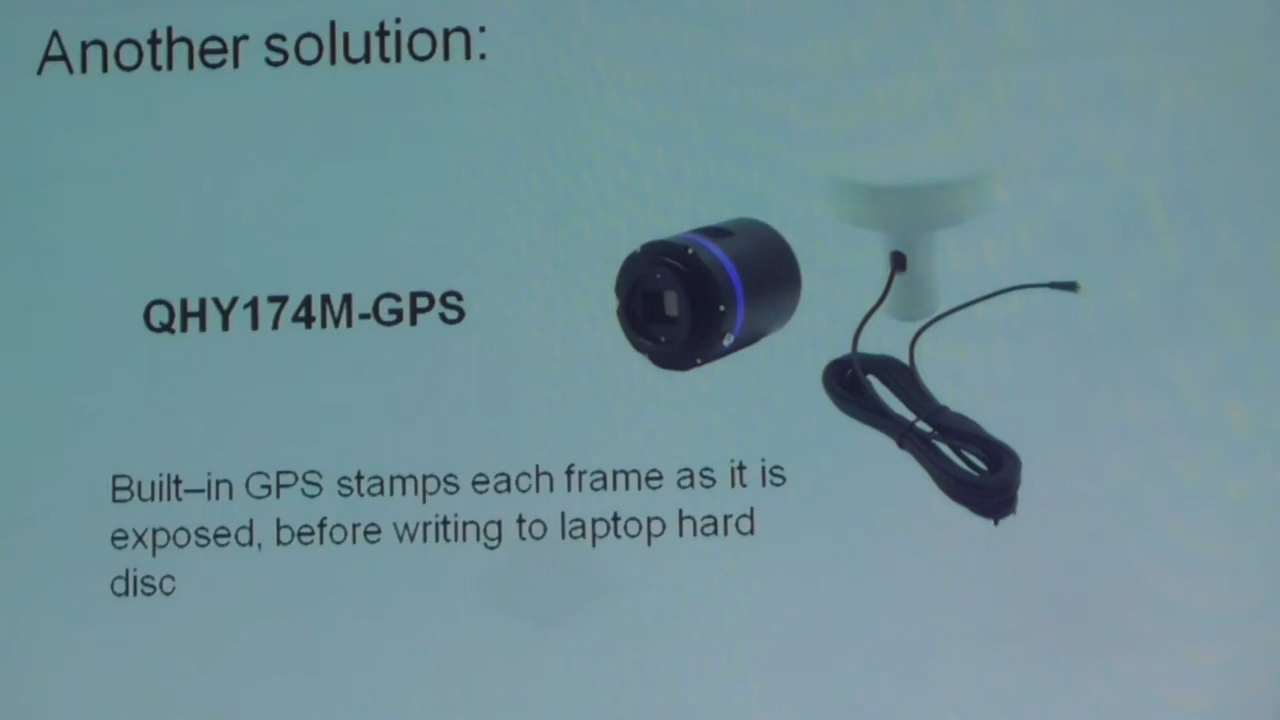 Another solution:
QHY174M-GPS
Built–in GPS stamps each frame as it is
exposed, before writing to laptop hard
disc